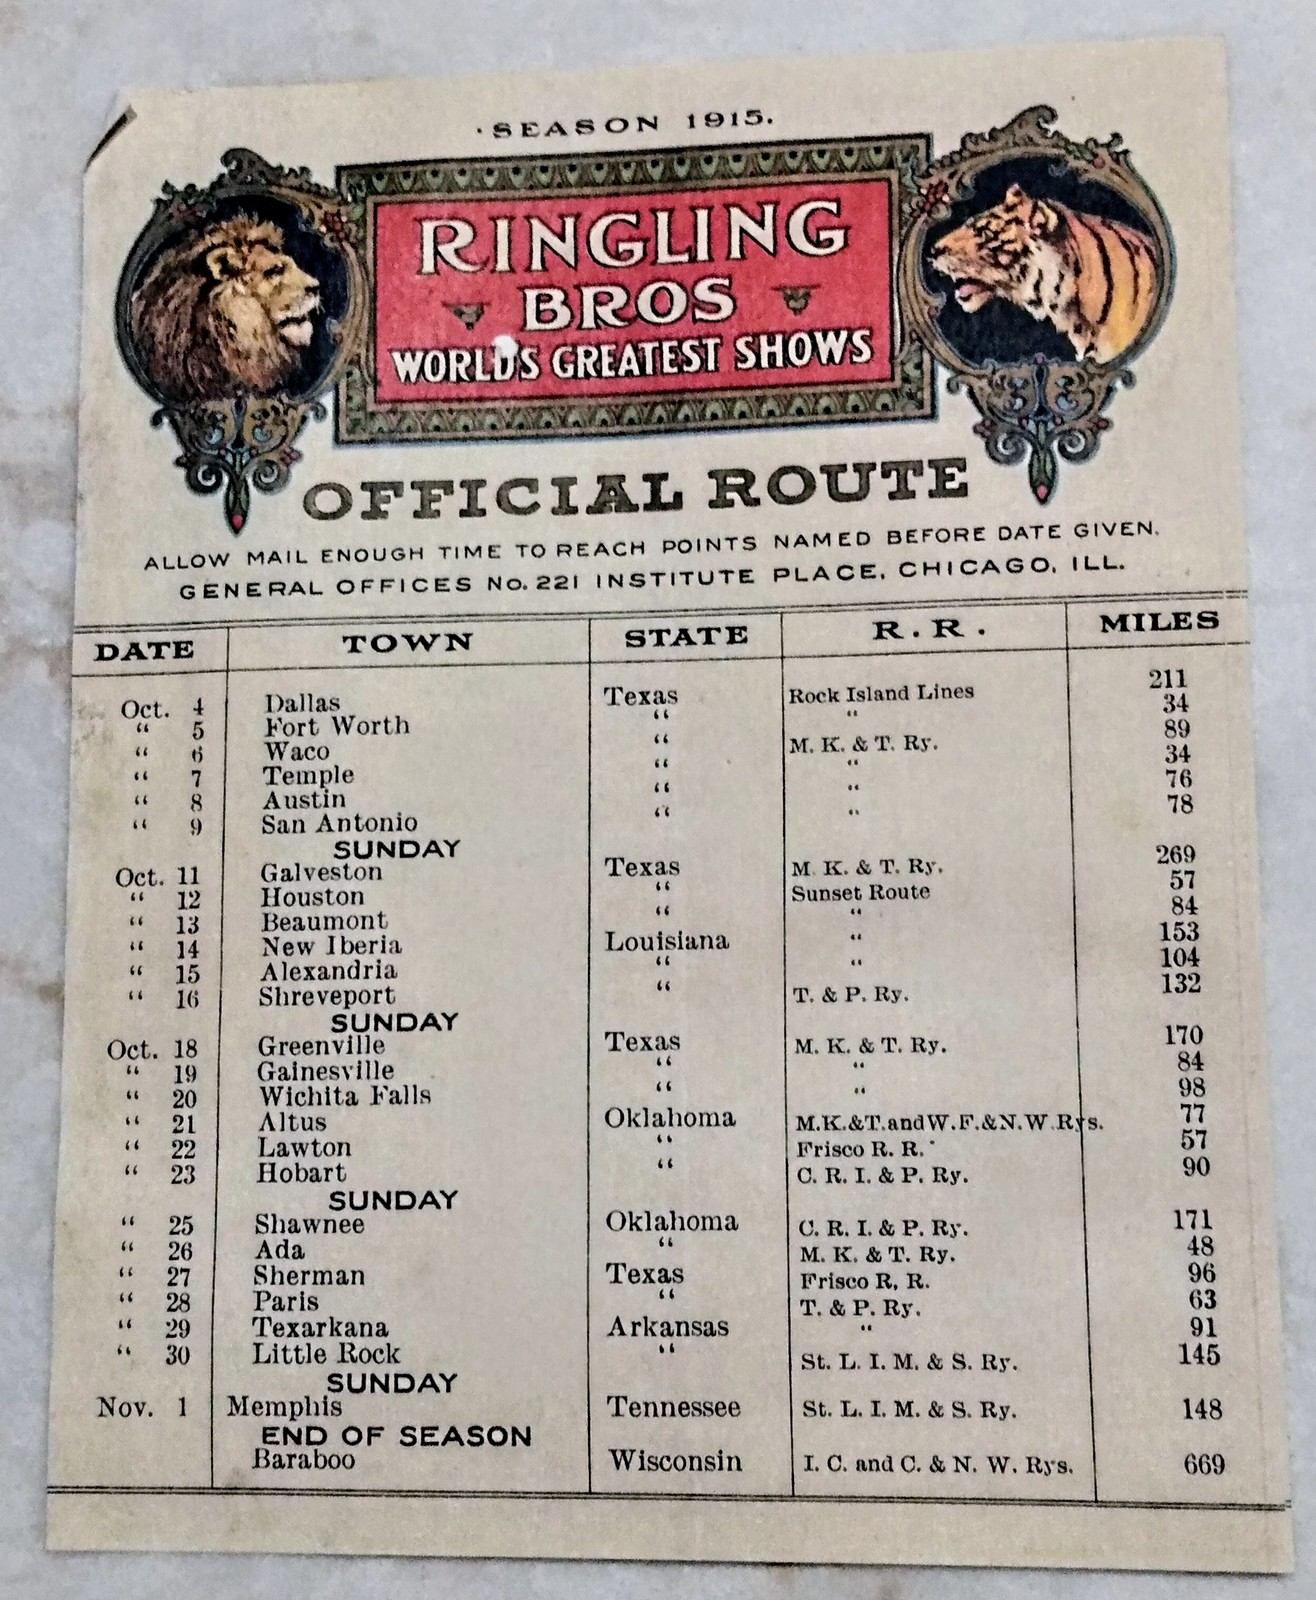 ·SEASON 1915.
RINGLING
BROS
WORLD'S GREATEST SHOWS
OFFICIAL ROUTE
ALLOW MAIL ENOUGH TIME TO REACH POINTS NAMED BEFORE DATE GIVEN.
GENERAL OFFICES No. 221 INSTITUTE PLACE, CHICAGO, ILL.
DATE TOWN STATE R.R. MILES
Oct. 4 Dallas Texas Rock Island Lines 211
“ 5 Fort Worth “ “ 34
“ 6 Waco “ M. K. & T. Ry. 89
“ 7 Temple “ “ 34
“ 8 Austin “ “ 76
“ 9 San Antonio “ “ 78
SUNDAY
Oct. 11 Galveston Texas M. K. & T. Ry. 269
“ 12 Houston “ Sunset Route 57
“ 13 Beaumont “ “ 84
“ 14 New Iberia Louisiana “ 153
“ 15 Alexandria “ “ 104
“ 16 Shreveport “ T. & P. Ry. 132
SUNDAY
Oct. 18 Greenville Texas M. K. & T. Ry. 170
“ 19 Gainesville “ “ 84
“ 20 Wichita Falls “ “ 98
“ 21 Altus Oklahoma M.K.&T.andW.F.&N.W.Rys. 77
“ 22 Lawton “ Frisco R. R. 57
“ 23 Hobart “ C. R. I. & P. Ry. 90
SUNDAY
“ 25 Shawnee Oklahoma C. R. I. & P. Ry. 171
“ 26 Ada “ M. K. & T. Ry. 48
“ 27 Sherman Texas Frisco R. R. 96
“ 28 Paris “ T. & P. Ry. 63
“ 29 Texarkana Arkansas “ 91
“ 30 Little Rock “ St. L. I. M. & S. Ry. 145
SUNDAY
Nov. 1 Memphis Tennessee St. L. I. M. & S. Ry. 148
END OF SEASON
Baraboo Wisconsin I. C. and C. & N. W. Rys. 669